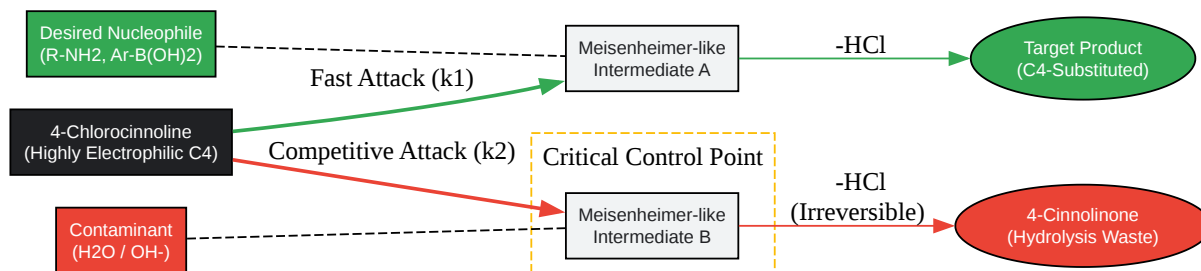 Desired Nucleophile
(R-NH2, Ar-B(OH)2)
Meisenheimer-like
Intermediate A
-HCl
Target Product
(C4-Substituted)
Fast Attack (k1)
4-Chlorocinnoline
(Highly Electrophilic C4)
Competitive Attack (k2)
Critical Control Point
-HCl
(Irreversible)
Contaminant
(H2O / OH-)
Meisenheimer-like
Intermediate B
4-Cinnolinone
(Hydrolysis Waste)